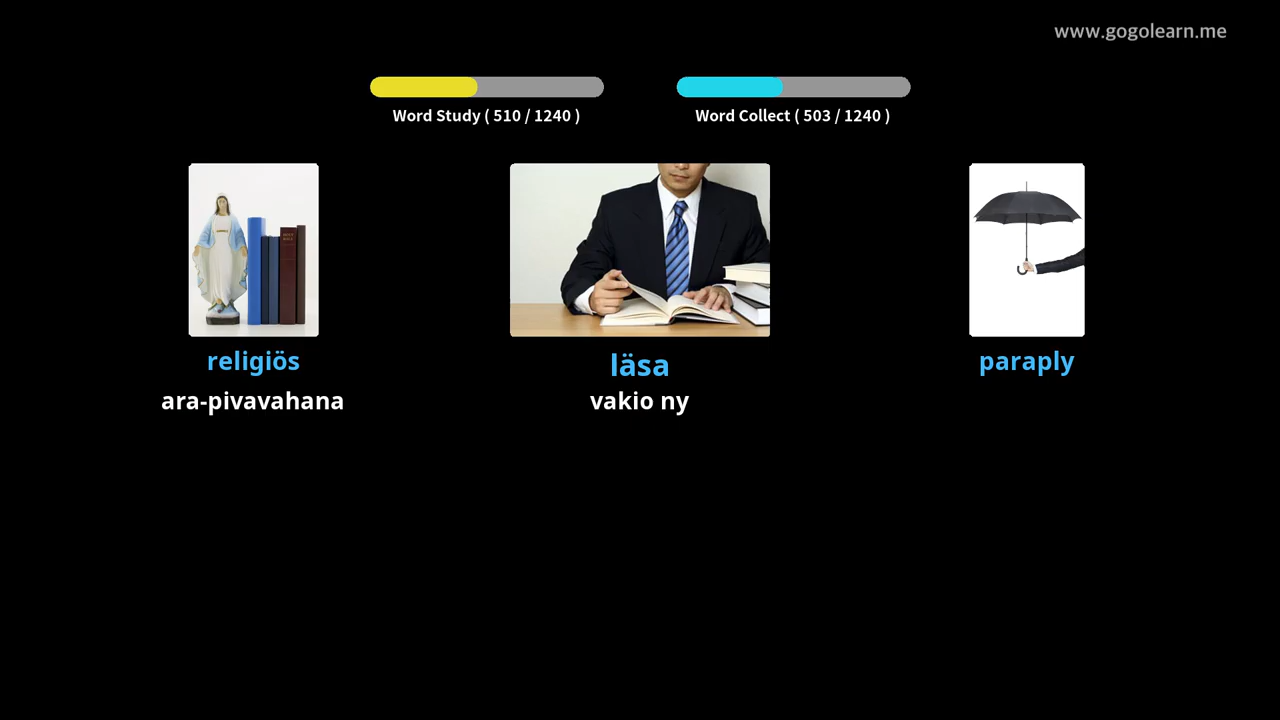 www.gogolearn.me
Word Study ( 510 / 1240 )
Word Collect ( 503 / 1240 )
religiös
läsa
paraply
ara-pivavahana
vakio ny